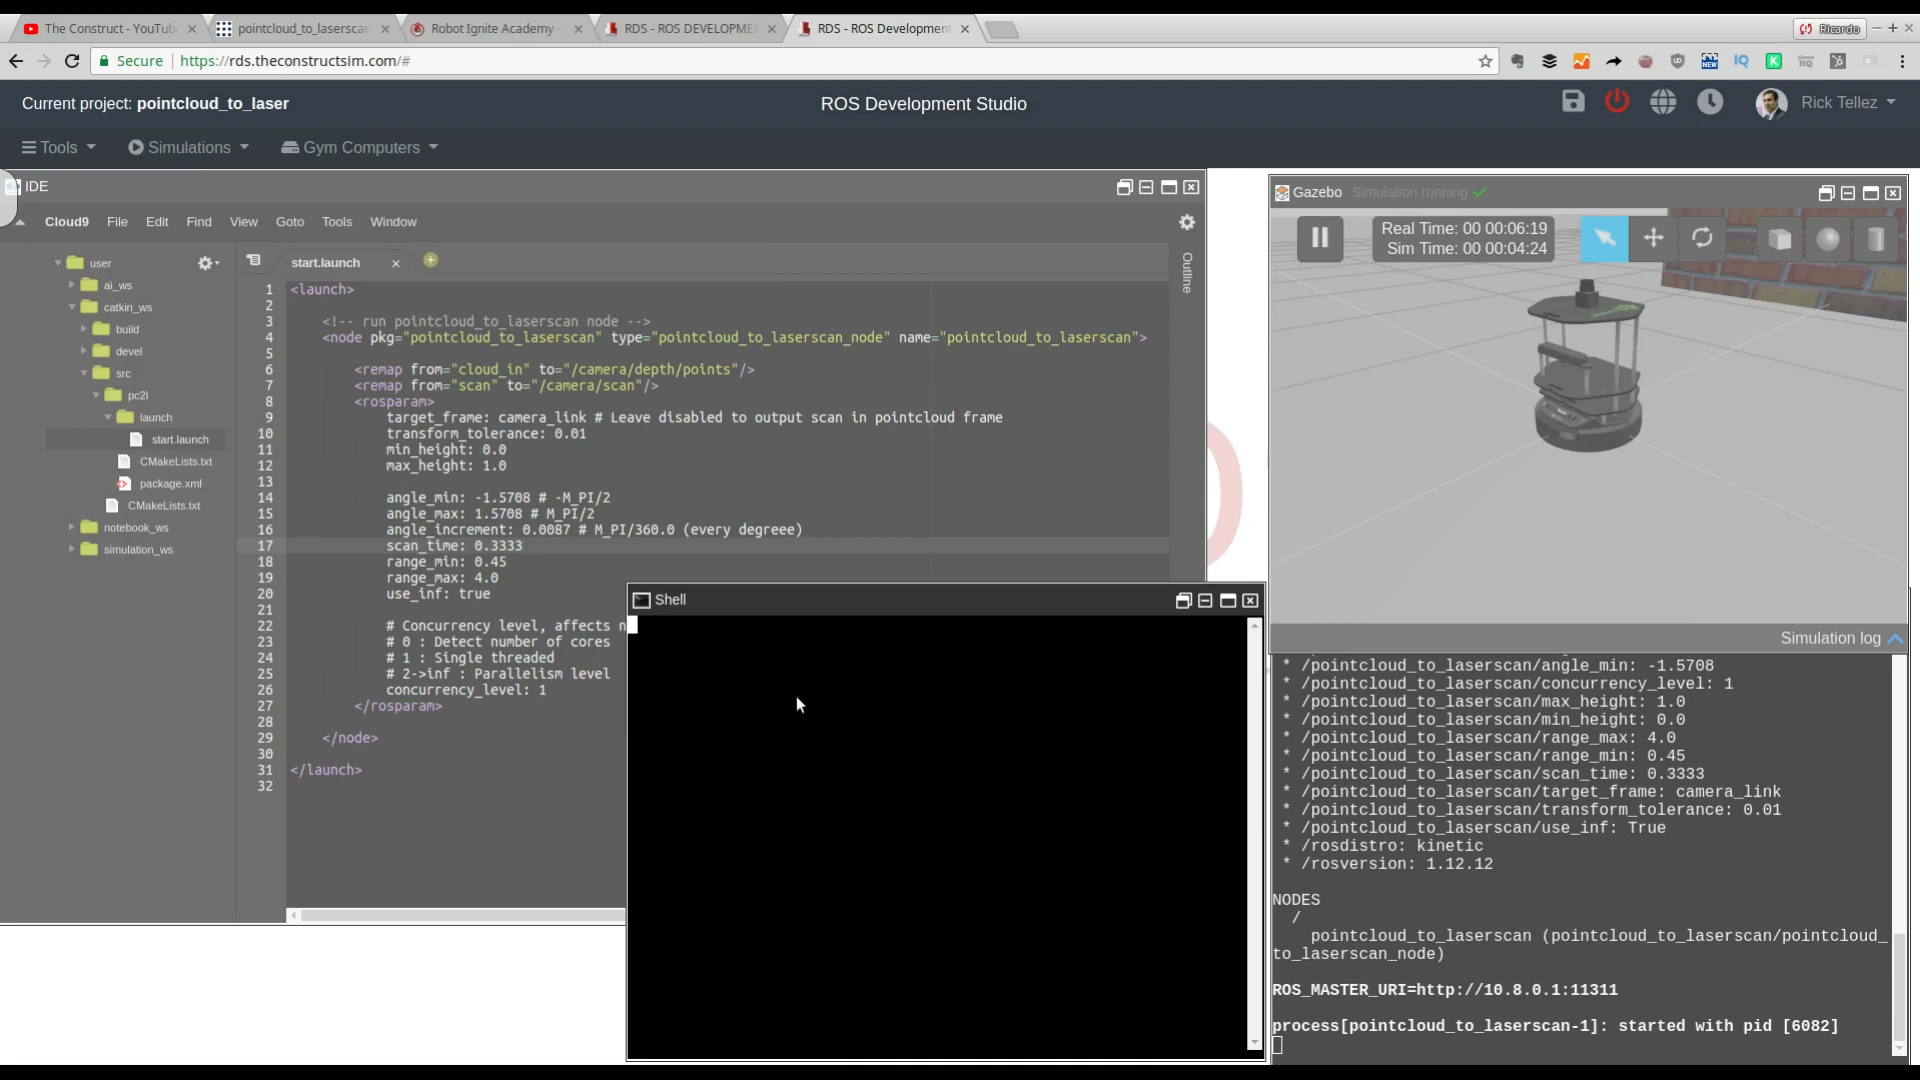 The Construct - YouTub
pointcloud_to_laserscan
Robot Ignite Academy -
RDS - ROS DEVELOPME
RDS - ROS Development
Ricardo
Secure
https://rds.theconstructsim.com/#
Current project: pointcloud_to_laser
ROS Development Studio
Rick Tellez
Tools
Simulations
Gym Computers
IDE
Cloud9 File Edit Find View Goto Tools Window
user
ai_ws
catkin_ws
build
devel
src
pc2l
launch
start.launch
CMakeLists.txt
package.xml
CMakeLists.txt
notebook_ws
simulation_ws
start.launch
Outline
1 <launch>
2
3 <!-- run pointcloud_to_laserscan node -->
4 <node pkg="pointcloud_to_laserscan" type="pointcloud_to_laserscan_node" name="pointcloud_to_laserscan">
5
6 <remap from="cloud_in" to="/camera/depth/points"/>
7 <remap from="scan" to="/camera/scan"/>
8 <rosparam>
9 target_frame: camera_link # Leave disabled to output scan in pointcloud frame
10 transform_tolerance: 0.01
11 min_height: 0.0
12 max_height: 1.0
13
14 angle_min: -1.5708 # -M_PI/2
15 angle_max: 1.5708 # M_PI/2
16 angle_increment: 0.0087 # M_PI/360.0 (every degreee)
17 scan_time: 0.3333
18 range_min: 0.45
19 range_max: 4.0
20 use_inf: true
21
22 # Concurrency level, affects n
23 # 0 : Detect number of cores
24 # 1 : Single threaded
25 # 2->inf : Parallelism level
26 concurrency_level: 1
27 </rosparam>
28
29 </node>
30
31 </launch>
32
Shell
Gazebo Simulation running
Real Time: 00 00:06:19
Sim Time: 00 00:04:24
Simulation log
* /pointcloud_to_laserscan/angle_min: -1.5708
* /pointcloud_to_laserscan/concurrency_level: 1
* /pointcloud_to_laserscan/max_height: 1.0
* /pointcloud_to_laserscan/min_height: 0.0
* /pointcloud_to_laserscan/range_max: 4.0
* /pointcloud_to_laserscan/range_min: 0.45
* /pointcloud_to_laserscan/scan_time: 0.3333
* /pointcloud_to_laserscan/target_frame: camera_link
* /pointcloud_to_laserscan/transform_tolerance: 0.01
* /pointcloud_to_laserscan/use_inf: True
* /rosdistro: kinetic
* /rosversion: 1.12.12
NODES
/
pointcloud_to_laserscan (pointcloud_to_laserscan/pointcloud_
to_laserscan_node)
ROS_MASTER_URI=http://10.8.0.1:11311
process[pointcloud_to_laserscan-1]: started with pid [6082]